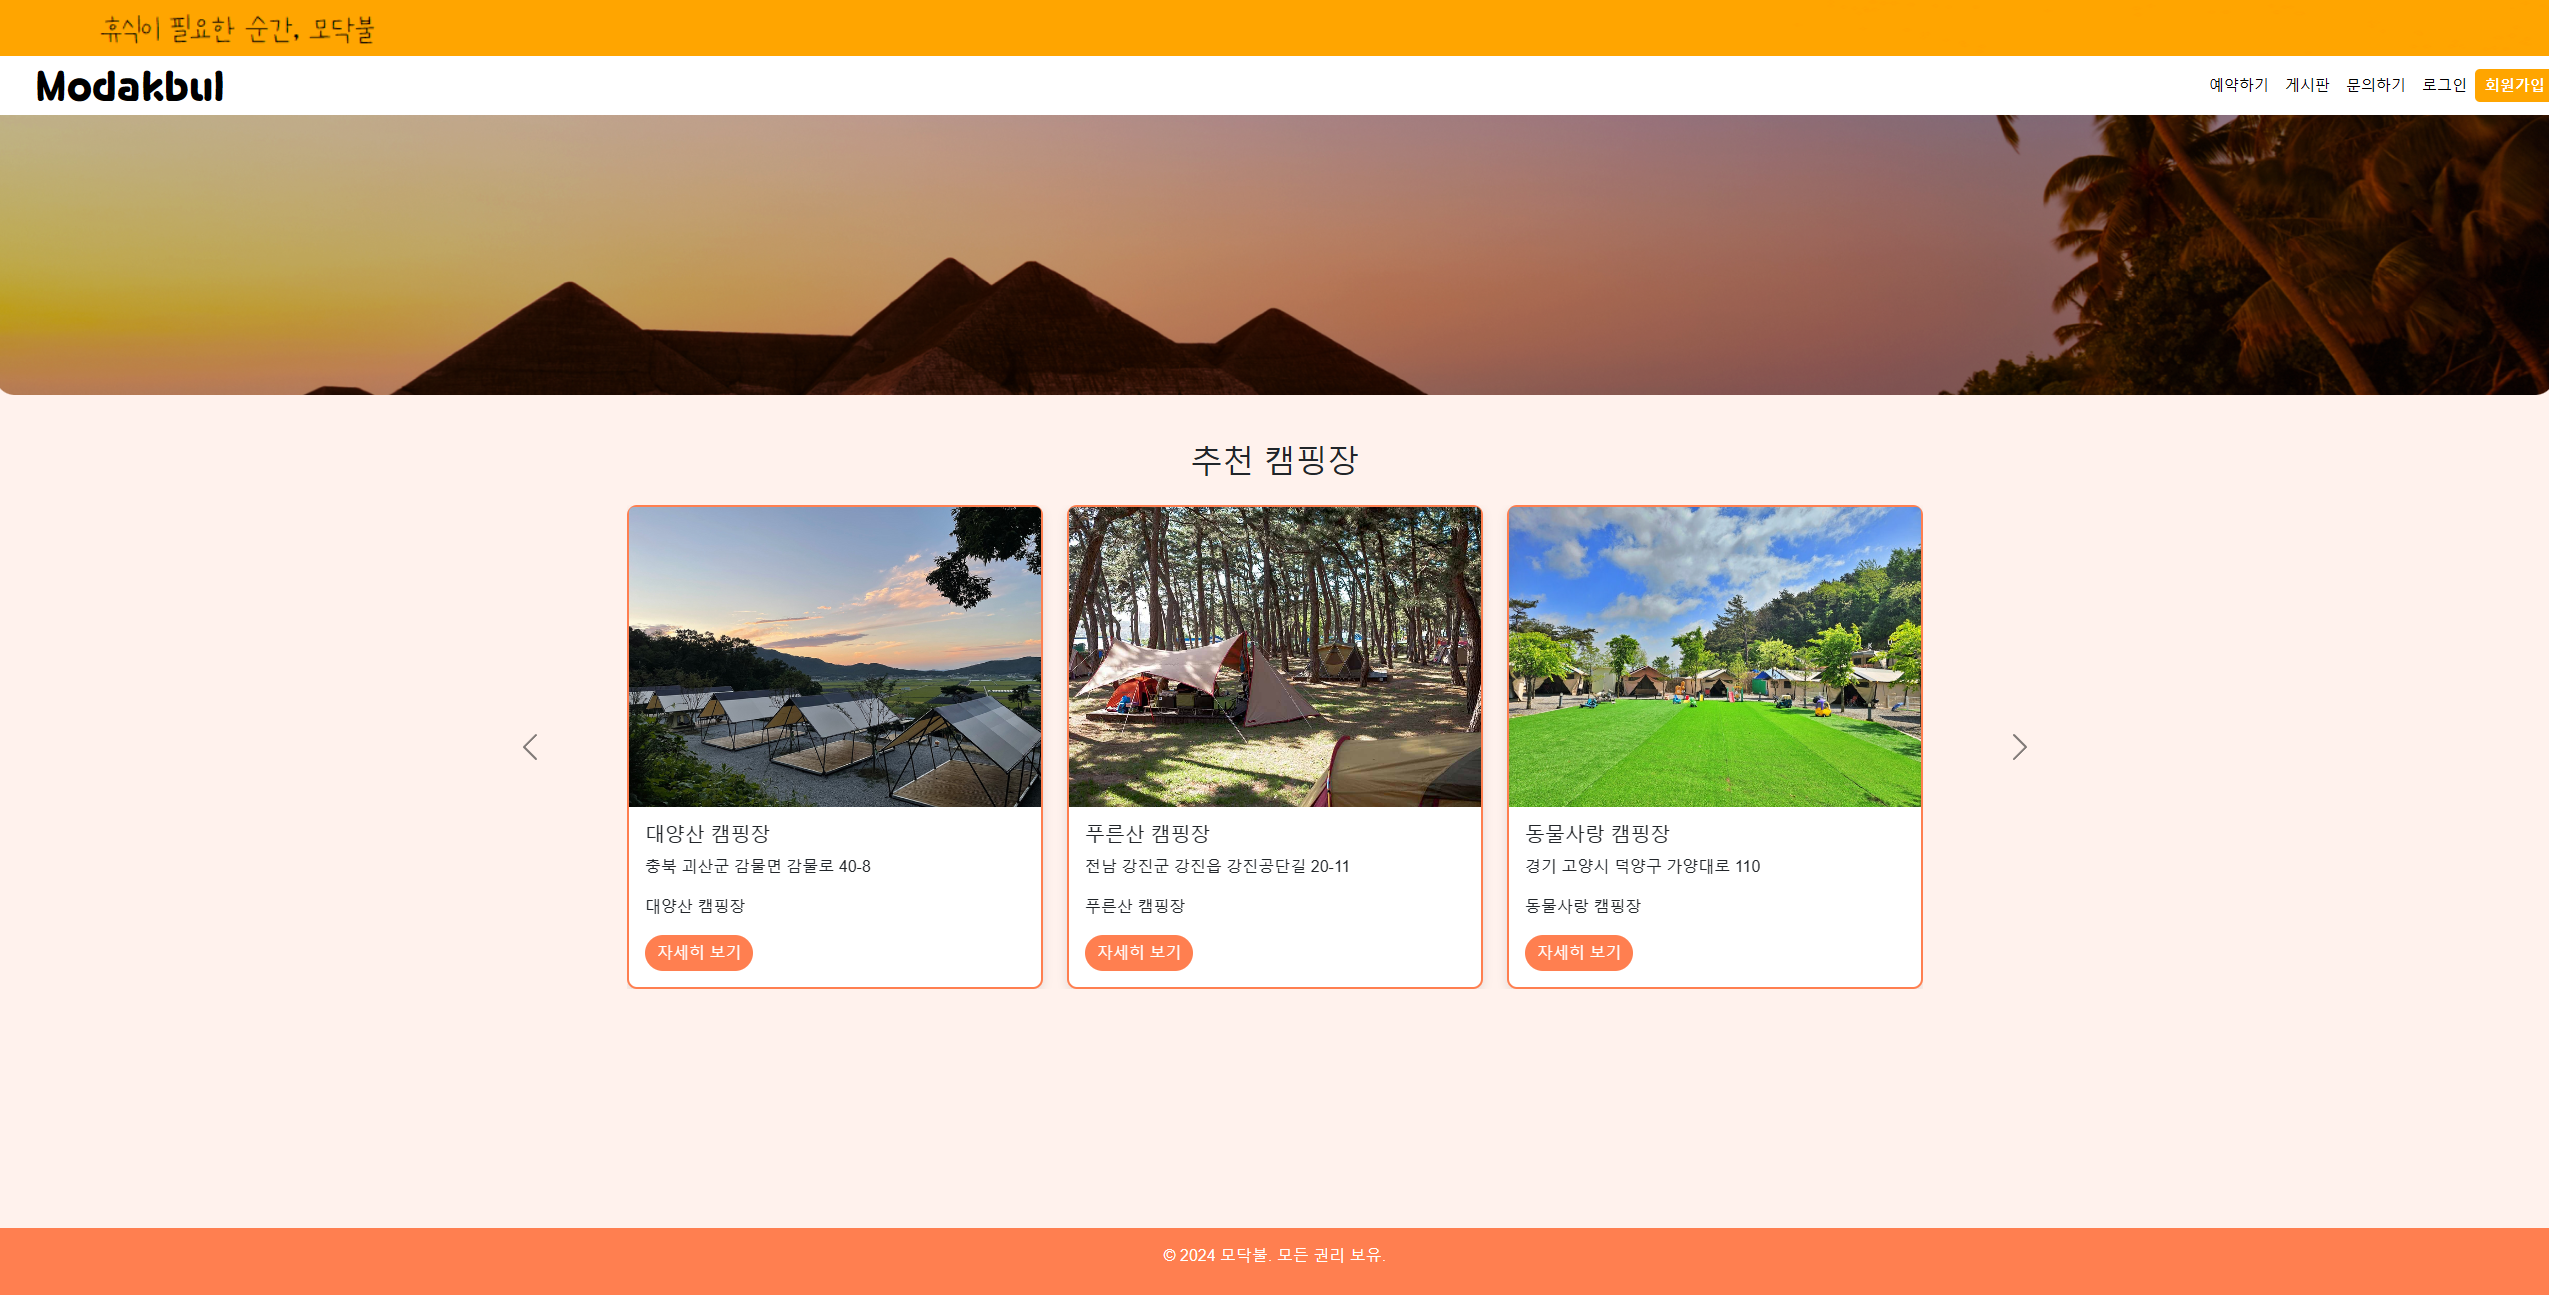 휴식이 필요한 순간, 모닥불
Modakbul
예약하기 게시판 문의하기 로그인 회원가입
추천 캠핑장
대양산 캠핑장
충북 괴산군 감물면 감물로 40-8
대양산 캠핑장
자세히 보기
푸른산 캠핑장
전남 강진군 강진읍 강진공단길 20-11
푸른산 캠핑장
자세히 보기
동물사랑 캠핑장
경기 고양시 덕양구 가양대로 110
동물사랑 캠핑장
자세히 보기
© 2024 모닥불. 모든 권리 보유.